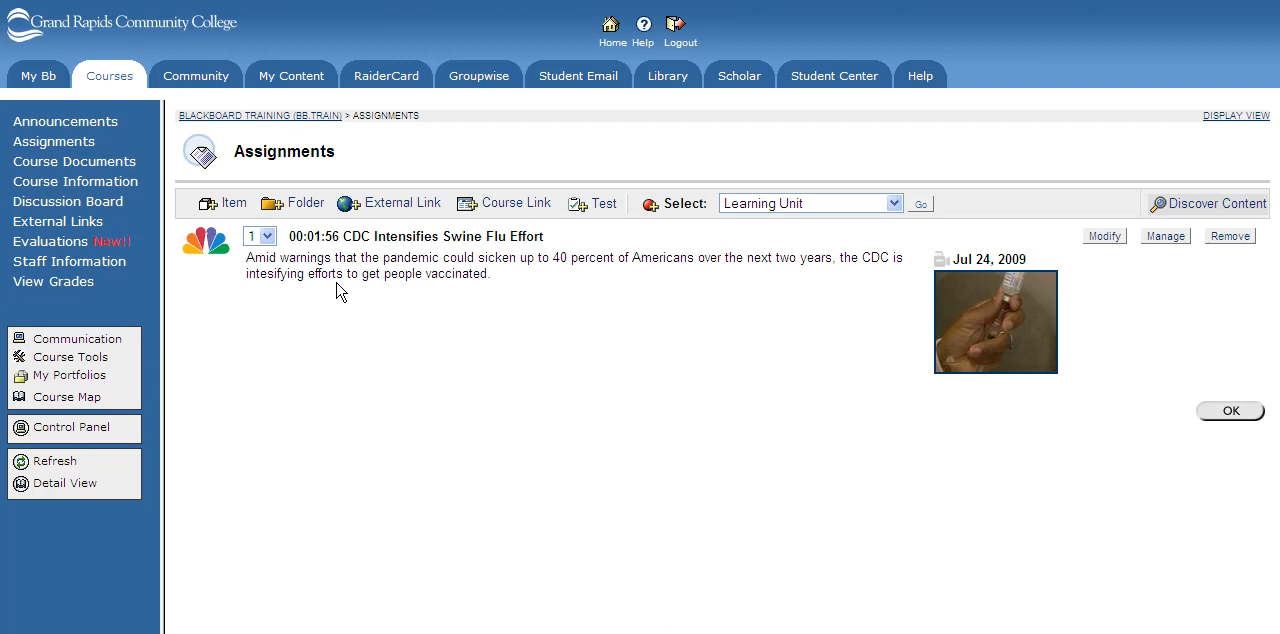 Grand Rapids Community College
Home Help Logout
My Bb Courses Community My Content RaiderCard Groupwise Student Email Library Scholar Student Center Help
Announcements
Assignments
Course Documents
Course Information
Discussion Board
External Links
Evaluations New!!
Staff Information
View Grades
Communication
Course Tools
My Portfolios
Course Map
Control Panel
Refresh
Detail View
BLACKBOARD TRAINING (BB.TRAIN) > ASSIGNMENTS DISPLAY VIEW
Assignments
Item Folder External Link Course Link Test Select: Learning Unit Go Discover Content
1 00:01:56 CDC Intensifies Swine Flu Effort Modify Manage Remove
Amid warnings that the pandemic could sicken up to 40 percent of Americans over the next two years, the CDC is
intesifying efforts to get people vaccinated.
Jul 24, 2009
OK